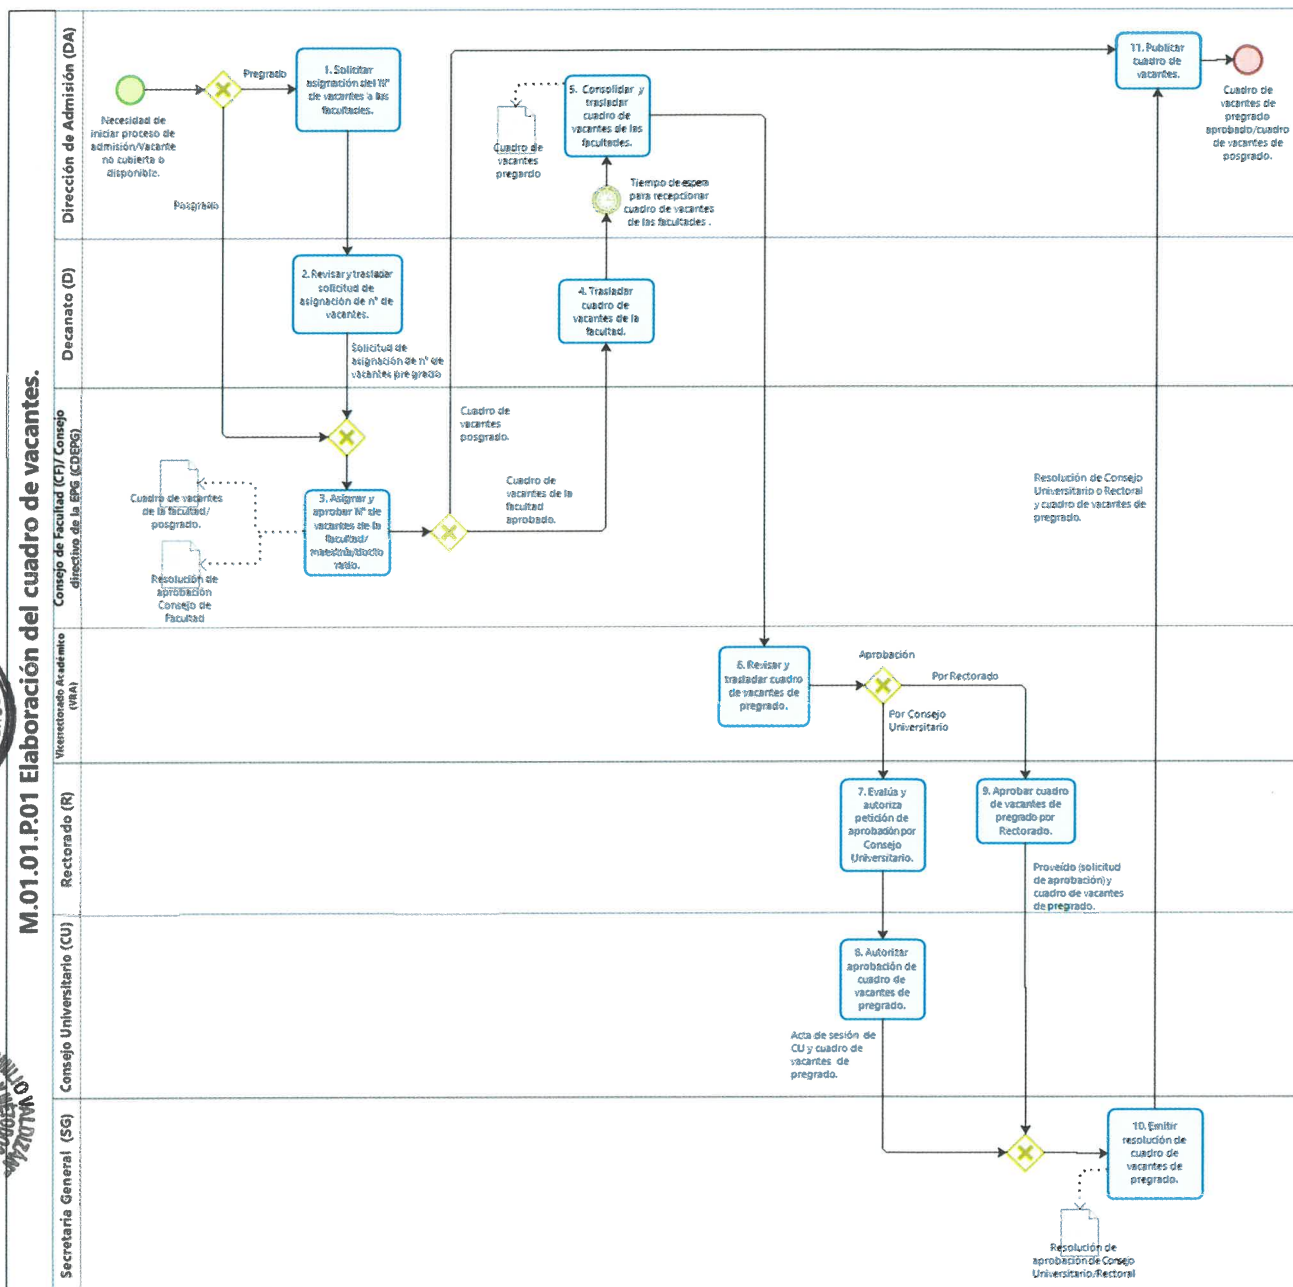 M.01.01.P.01 Elaboración del cuadro de vacantes.
Dirección de Admisión (DA)
Necesidad de
iniciar proceso de
admisión/Vacante
no cubierta o
disponible.
Pregrado
Posgrado
1. Solicitar
asignación del N°
de vacantes a las
facultades.
5. Consolidar y
trasladar
cuadro de
vacantes de las
facultades.
Cuadro de
vacantes
pregardo
Tiempo de espera
para recepcionar
cuadro de vacantes
de las facultades .
11. Publicar
cuadro de
vacantes.
Cuadro de
vacantes de
pregrado
aprobado/cuadro
de vacantes de
posgrado.
Decanato (D)
2. Revisar y trasladar
solicitud de
asignación de n° de
vacantes.
Solicitud de
asignación de n° de
vacantes pregrado
4. Trasladar
cuadro de
vacantes de la
facultad.
Consejo de Facultad (CF)/ Consejo
directivo de la EPG (CDEPG)
Cuadro de
vacantes
posgrado.
Cuadro de
vacantes de la
facultad
aprobado.
Cuadro de vacantes
de la facultad/
posgrado.
3. Asignar y
aprobar N° de
vacantes de la
facultad/
maestría/docto
rado.
Resolución de
aprobación
Consejo de
Facultad
Resolución de Consejo
Universitario o Rectoral
y cuadro de vacantes de
pregrado.
Vicerrectorado Académico
(VRA)
6. Revisar y
trasladar cuadro
de vacantes de
pregrado.
Aprobación
Por Rectorado
Por Consejo
Universitario
Rectorado (R)
7. Evalúa y
autoriza
petición de
aprobación por
Consejo
Universitario.
9. Aprobar cuadro
de vacantes de
pregrado por
Rectorado.
Proveído (solicitud
de aprobación) y
cuadro de vacantes
de pregrado.
Consejo Universitario (CU)
8. Autorizar
aprobación de
cuadro de
vacantes de
pregrado.
Acta de sesión de
CU y cuadro de
vacantes de
pregrado.
Secretaria General (SG)
10. Emitir
resolución de
cuadro de
vacantes de
pregrado.
Resolución de
aprobación de Consejo
Universitario/Rectoral
VALDIZÁN